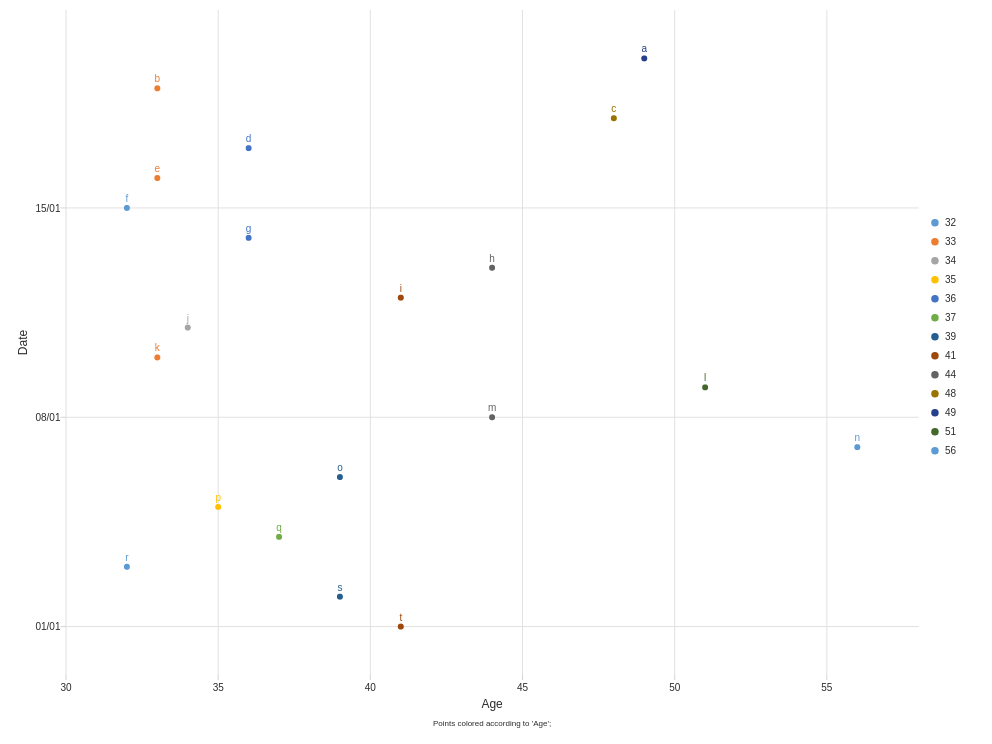 a
b
c
d
e
f
15/01
g
32
33
h
34
35
i
36
j
37
Date
39
k
41
l
44
48
m
08/01
49
n
51
56
o
p
q
r
s
t
01/01
30 35 40 45 50 55
Age
Points colored according to 'Age';